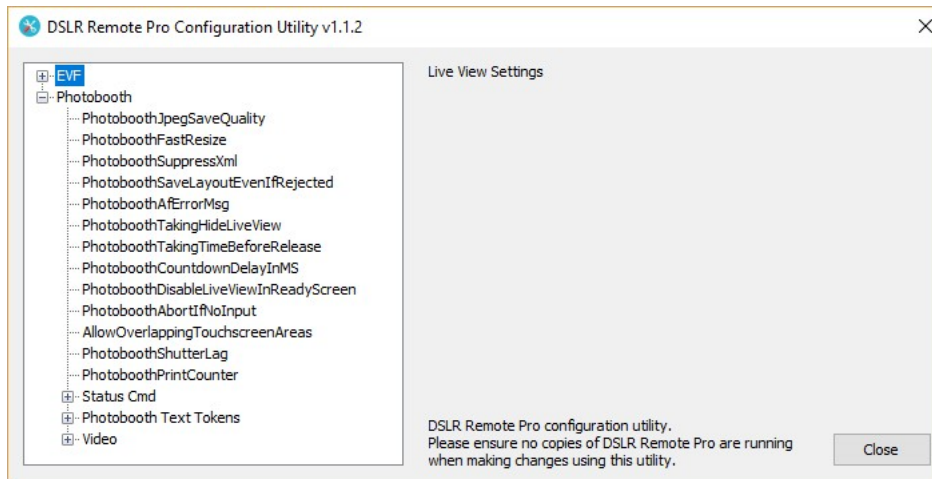 DSLR Remote Pro Configuration Utility v1.1.2
EVF
Photobooth
PhotoboothJpegSaveQuality
PhotoboothFastResize
PhotoboothSuppressXml
PhotoboothSaveLayoutEvenIfRejected
PhotoboothAfErrorMsg
PhotoboothTakingHideLiveView
PhotoboothTakingTimeBeforeRelease
PhotoboothCountdownDelayInMS
PhotoboothDisableLiveViewInReadyScreen
PhotoboothAbortIfNoInput
AllowOverlappingTouchscreenAreas
PhotoboothShutterLag
PhotoboothPrintCounter
Status Cmd
Photobooth Text Tokens
Video
Live View Settings
DSLR Remote Pro configuration utility.
Please ensure no copies of DSLR Remote Pro are running
when making changes using this utility.
Close